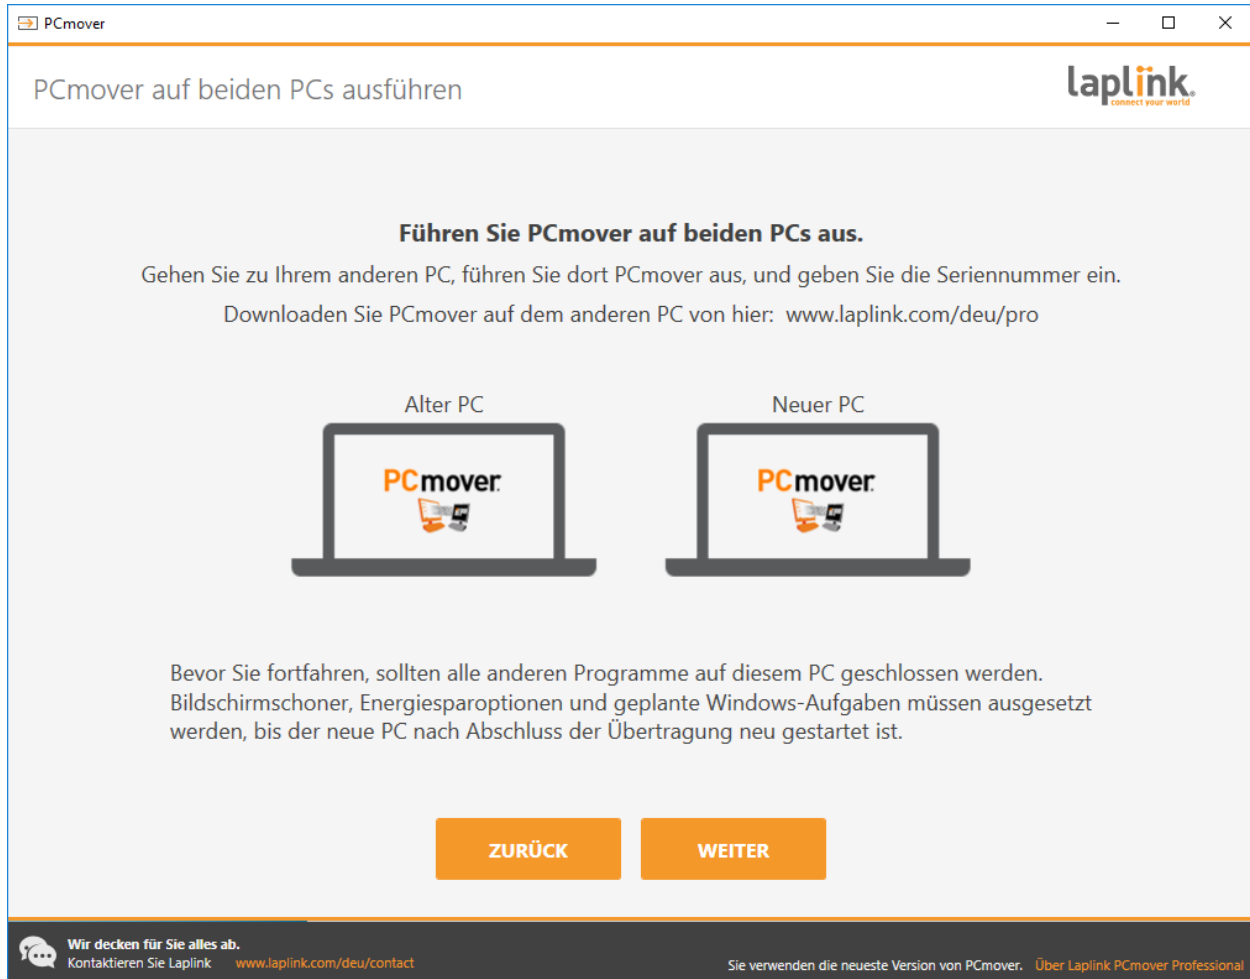 PCmover
PCmover auf beiden PCs ausführen
laplink.
connect your world
Führen Sie PCmover auf beiden PCs aus.
Gehen Sie zu Ihrem anderen PC, führen Sie dort PCmover aus, und geben Sie die Seriennummer ein.
Downloaden Sie PCmover auf dem anderen PC von hier: www.laplink.com/deu/pro
Alter PC
Neuer PC
PCmover
PCmover
Bevor Sie fortfahren, sollten alle anderen Programme auf diesem PC geschlossen werden.
Bildschirmschoner, Energiesparoptionen und geplante Windows-Aufgaben müssen ausgesetzt
werden, bis der neue PC nach Abschluss der Übertragung neu gestartet ist.
ZURÜCK
WEITER
Wir decken für Sie alles ab.
Kontaktieren Sie Laplink www.laplink.com/deu/contact
Sie verwenden die neueste Version von PCmover. Über Laplink PCmover Professional